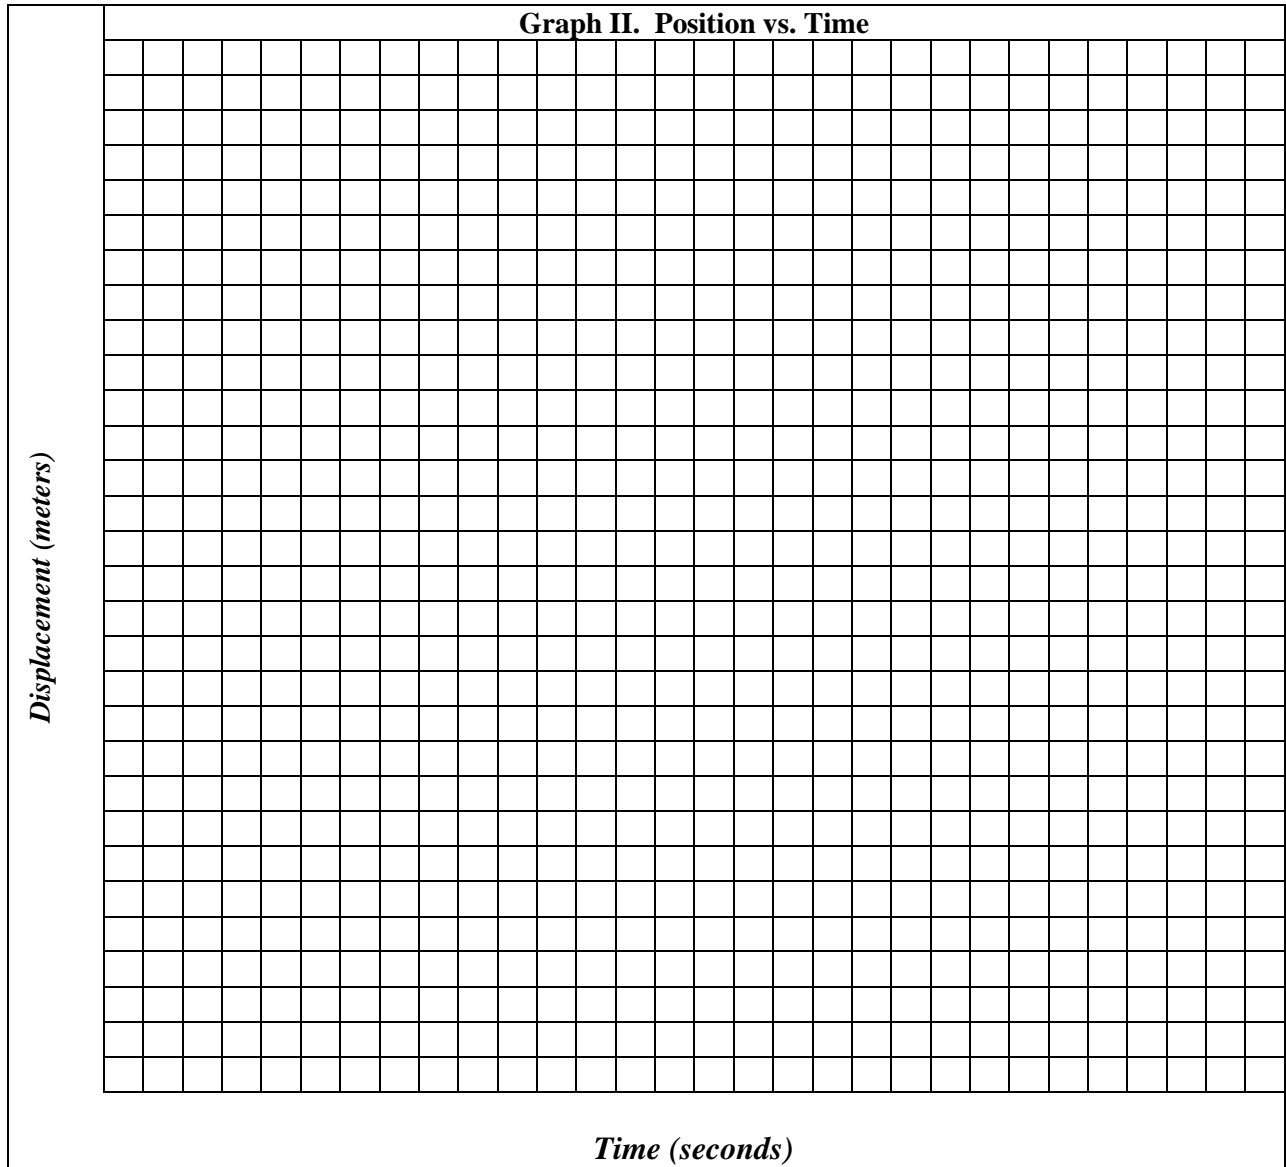 Graph II.  Position vs. Time
Displacement (meters)
Time (seconds)